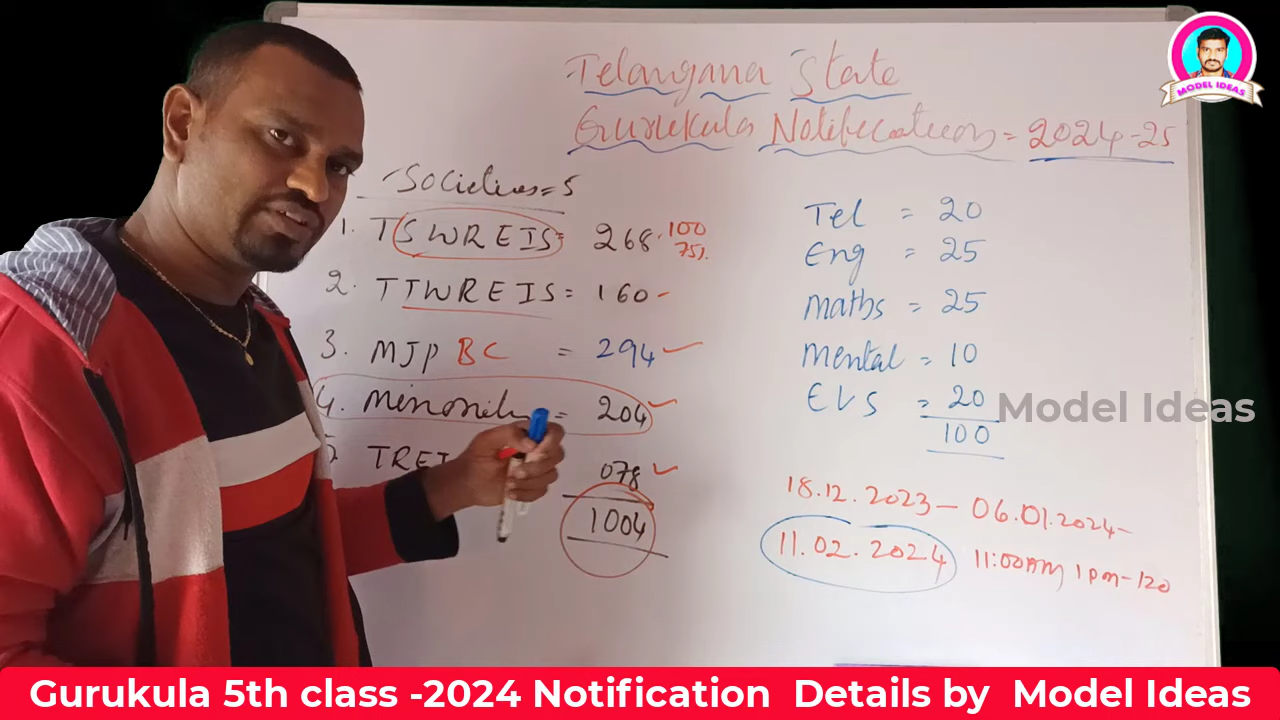 Telangana State
Gurukula Notification = 2024-25
MODEL IDEAS
Societies = 5
1. TSWREIS = 268. 100
75%.
2. TTWREIS = 160 -
3. MJP BC = 294
4. Minority = 204
5. TREI 078
1004
Tel = 20
Eng = 25
Maths = 25
Mental = 10
EVS = 20
100
Model Ideas
18.12.2023 - 06.01.2024 -
11.02.2024 11:00AM 1pm - 120
Gurukula 5th class -2024 Notification Details by Model Ideas